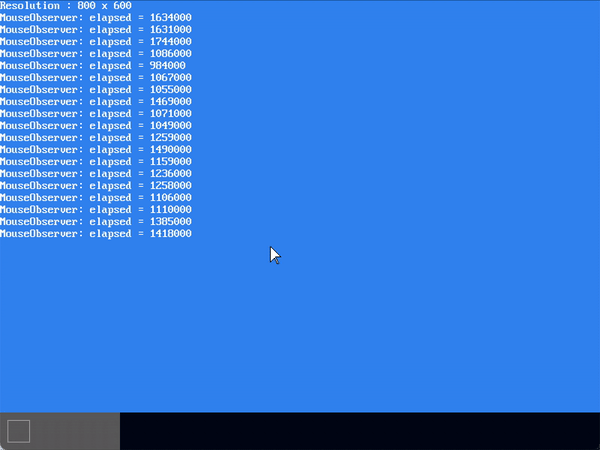 Resolution : 800 x 600
MouseObserver: elapsed = 1634000
MouseObserver: elapsed = 1631000
MouseObserver: elapsed = 1744000
MouseObserver: elapsed = 1086000
MouseObserver: elapsed = 984000
MouseObserver: elapsed = 1067000
MouseObserver: elapsed = 1055000
MouseObserver: elapsed = 1469000
MouseObserver: elapsed = 1071000
MouseObserver: elapsed = 1049000
MouseObserver: elapsed = 1259000
MouseObserver: elapsed = 1490000
MouseObserver: elapsed = 1159000
MouseObserver: elapsed = 1236000
MouseObserver: elapsed = 1258000
MouseObserver: elapsed = 1106000
MouseObserver: elapsed = 1110000
MouseObserver: elapsed = 1385000
MouseObserver: elapsed = 1418000